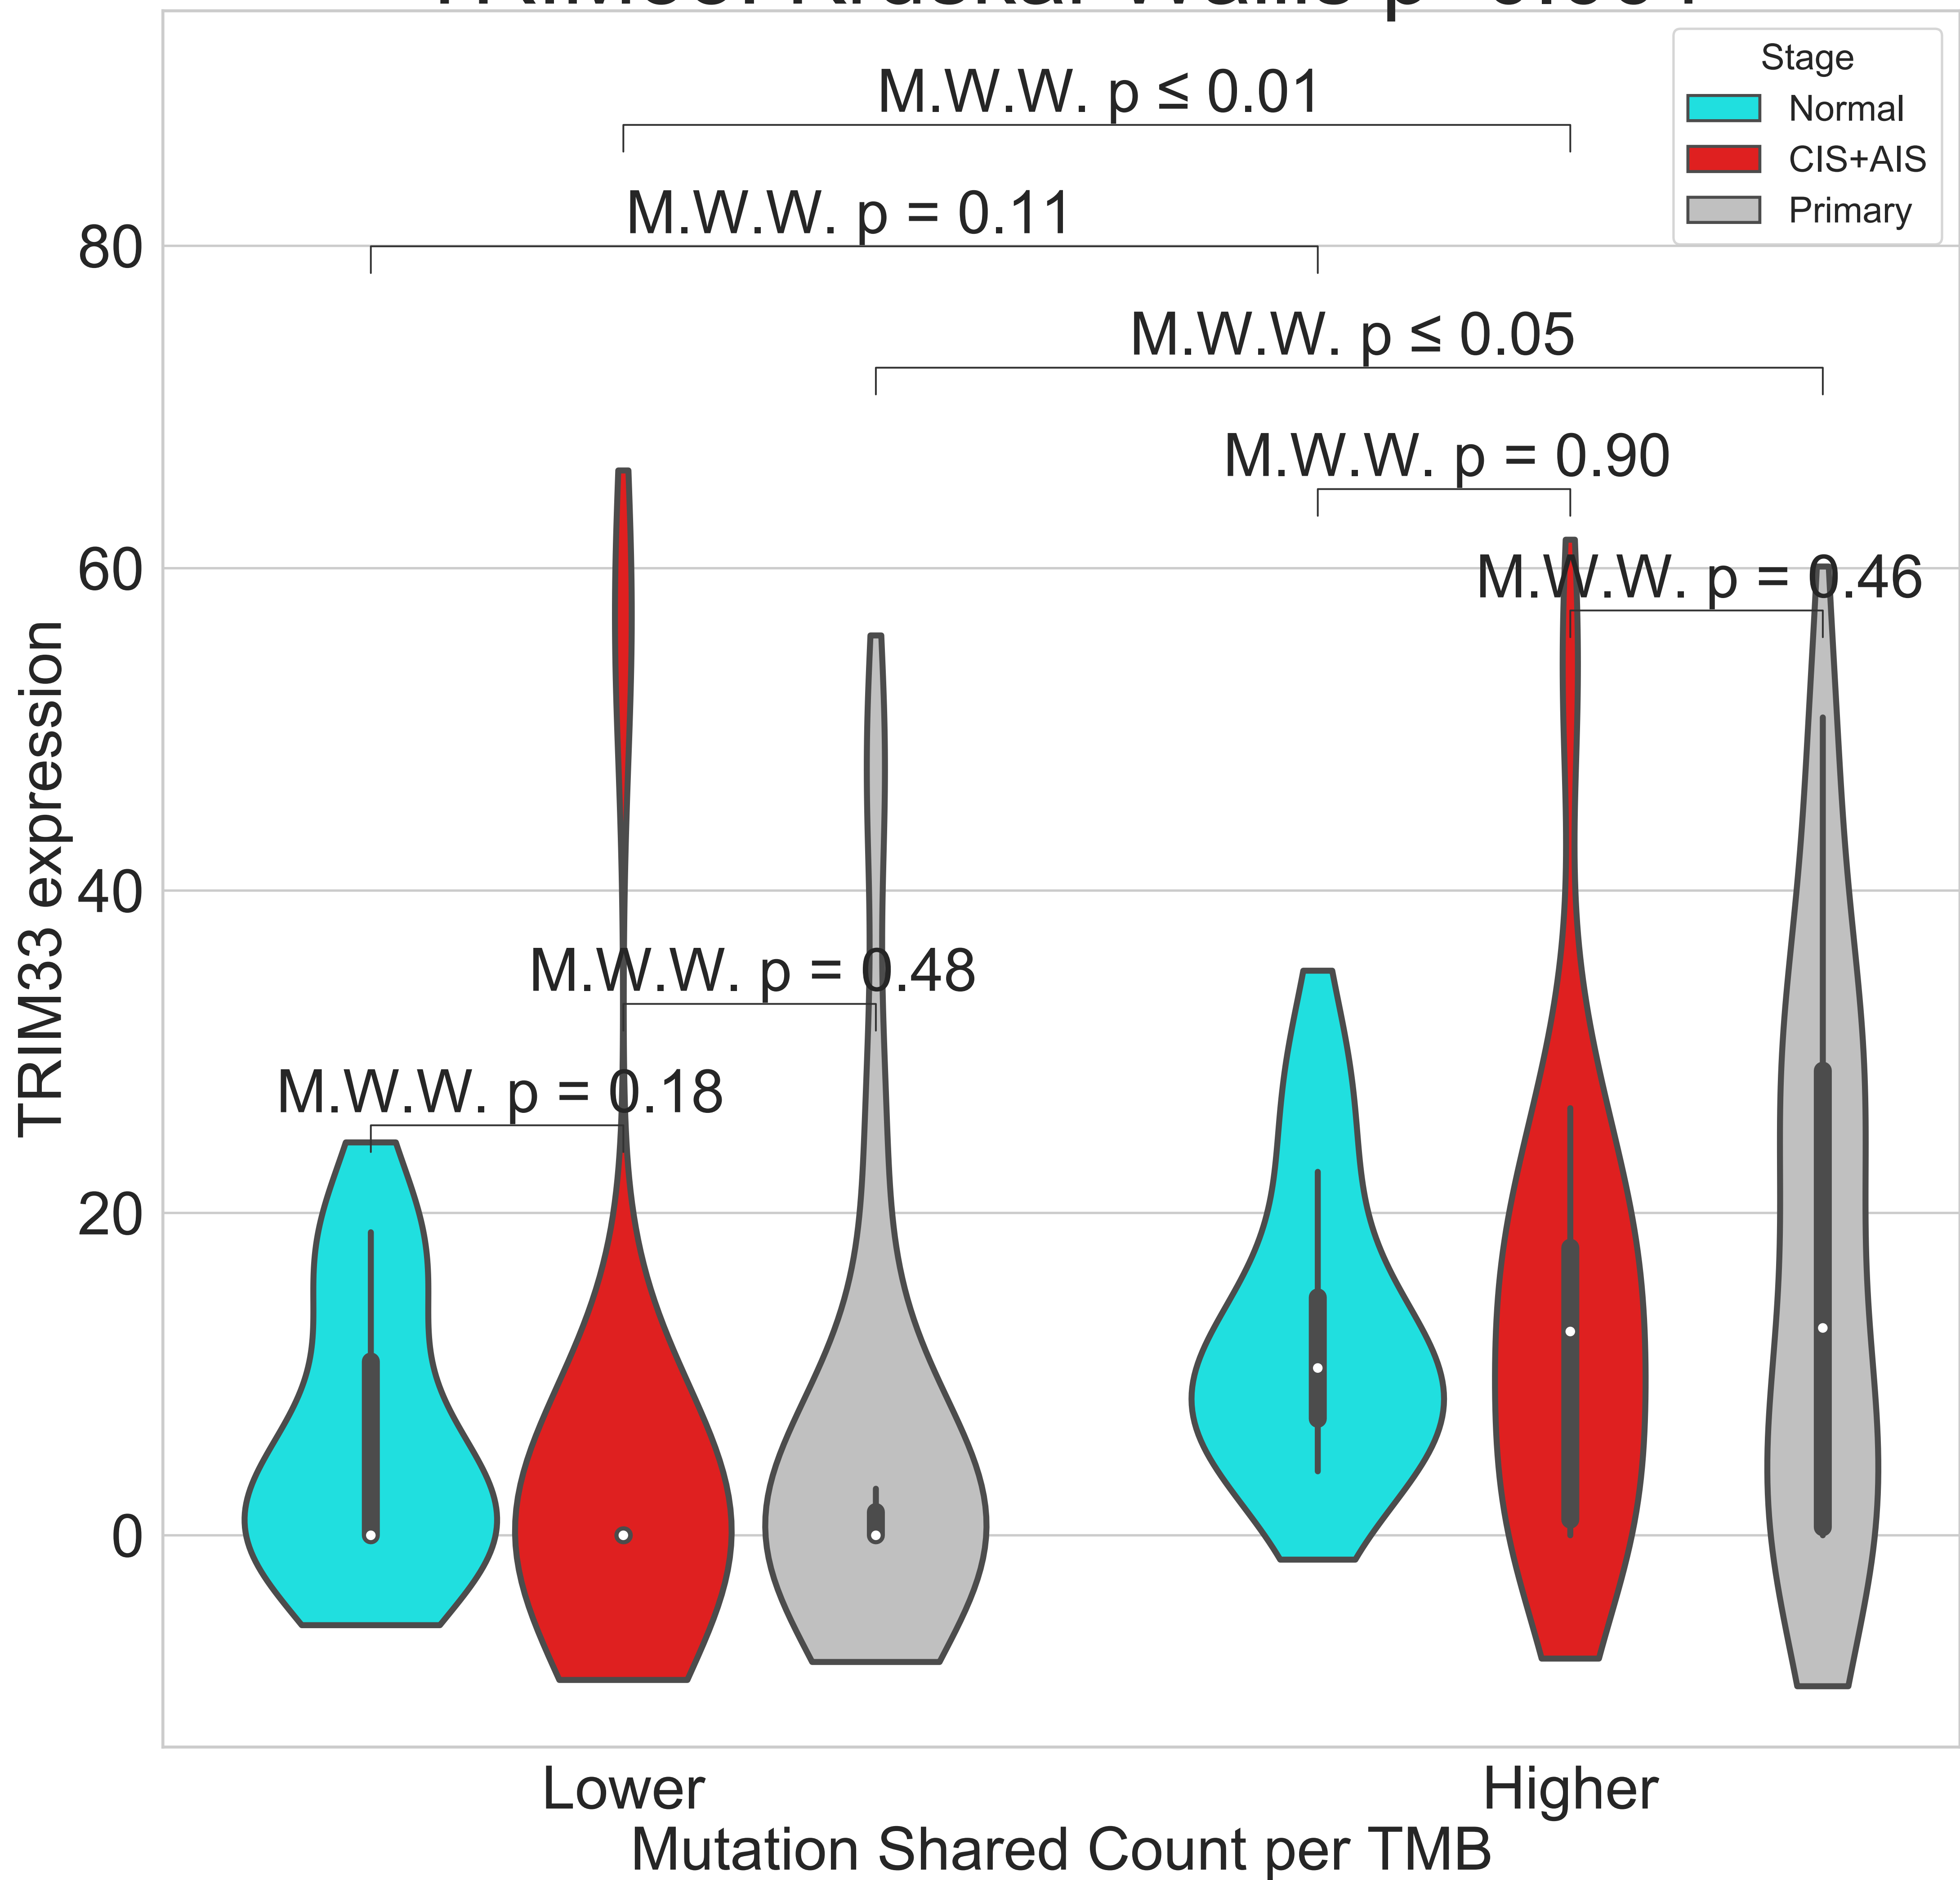 Stage
Normal
CIS+AIS
Primary
M.W.W. p ≤ 0.01
M.W.W. p = 0.11
M.W.W. p ≤ 0.05
M.W.W. p = 0.90
M.W.W. p = 0.46
M.W.W. p = 0.48
M.W.W. p = 0.18
80
60
40
20
0
TRIM33 expression
Lower
Higher
Mutation Shared Count per TMB